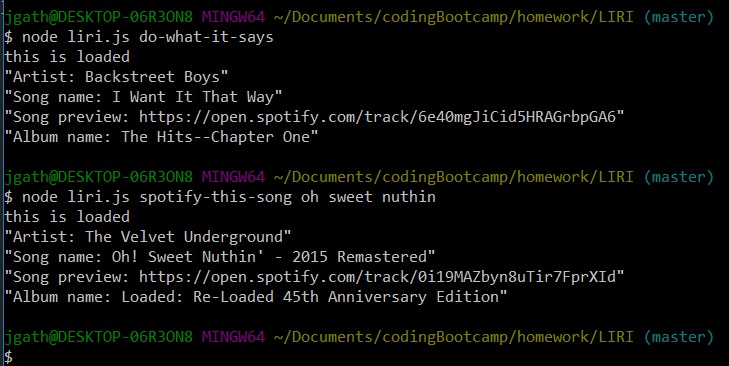 jgath@DESKTOP-06R3ON8 MINGW64 ~/Documents/codingBootcamp/homework/LIRI (master)
$ node liri.js do-what-it-says
this is loaded
"Artist: Backstreet Boys"
"Song name: I Want It That Way"
"Song preview: https://open.spotify.com/track/6e40mgJiCid5HRAGrbpGA6"
"Album name: The Hits--Chapter One"
jgath@DESKTOP-06R3ON8 MINGW64 ~/Documents/codingBootcamp/homework/LIRI (master)
$ node liri.js spotify-this-song oh sweet nuthin
this is loaded
"Artist: The Velvet Underground"
"Song name: Oh! Sweet Nuthin' - 2015 Remastered"
"Song preview: https://open.spotify.com/track/0i19MAZbyn8uTir7FprXId"
"Album name: Loaded: Re-Loaded 45th Anniversary Edition"
jgath@DESKTOP-06R3ON8 MINGW64 ~/Documents/codingBootcamp/homework/LIRI (master)
$